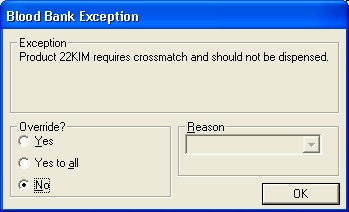 Blood Bank Exception
Exception
Product 22KIM requires crossmatch and should not be dispensed.
Override?
Yes
Yes to all
No
Reason
OK